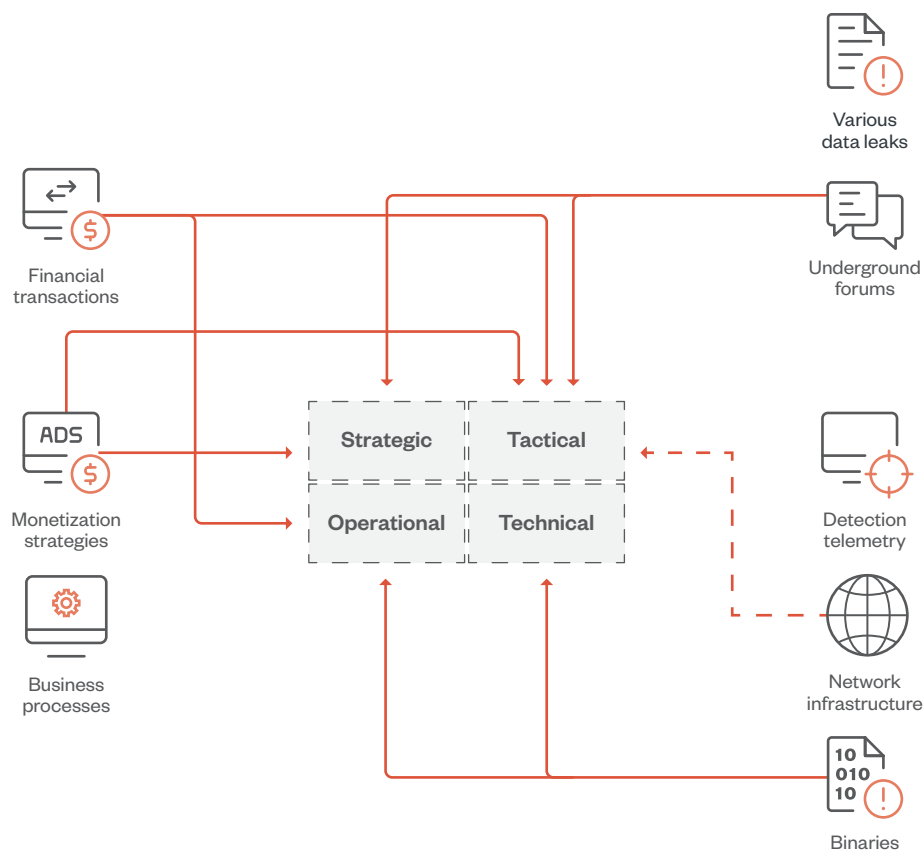 Various
data leaks
Financial
transactions
Underground
forums
ADS
Strategic
Tactical
Operational
Technical
Monetization
strategies
Detection
telemetry
Business
processes
Network
infrastructure
10
010
10
Binaries